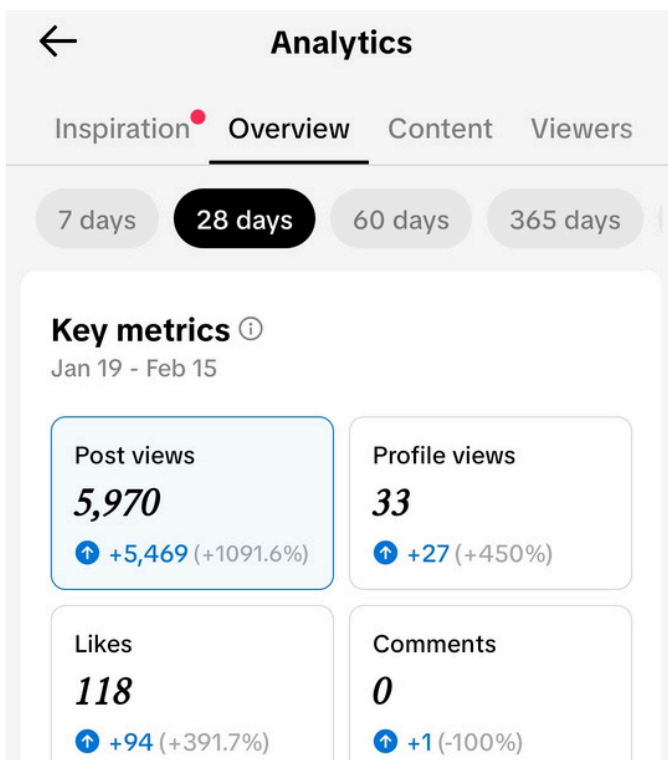 Analytics
Inspiration Overview Content Viewers
7 days 28 days 60 days 365 days
Key metrics
Jan 19 - Feb 15
Post views Profile views
5,970 33
+5,469 (+1091.6%) +27 (+450%)
Likes Comments
118 0
+94 (+391.7%) +1 (-100%)